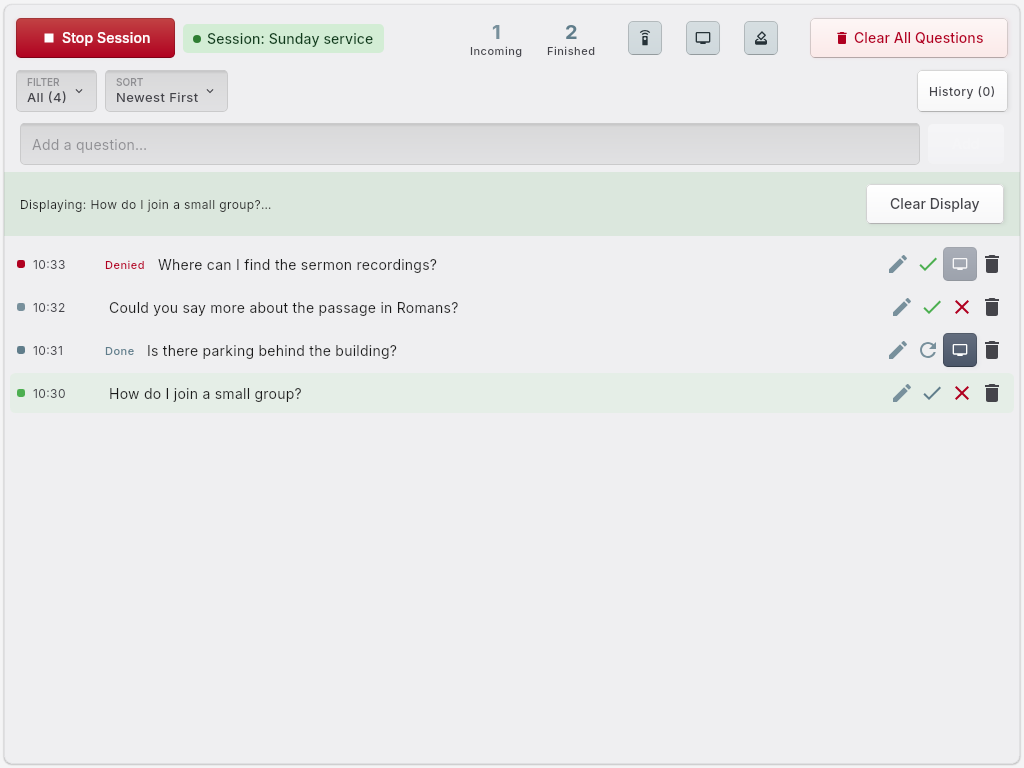 Stop Session
Session: Sunday service
1
Incoming
2
Finished
Clear All Questions
FILTER
All (4)
SORT
Newest First
History (0)
Add a question...
Displaying: How do I join a small group?...
Clear Display
10:33 Denied Where can I find the sermon recordings?
10:32 Could you say more about the passage in Romans?
10:31 Done Is there parking behind the building?
10:30 How do I join a small group?